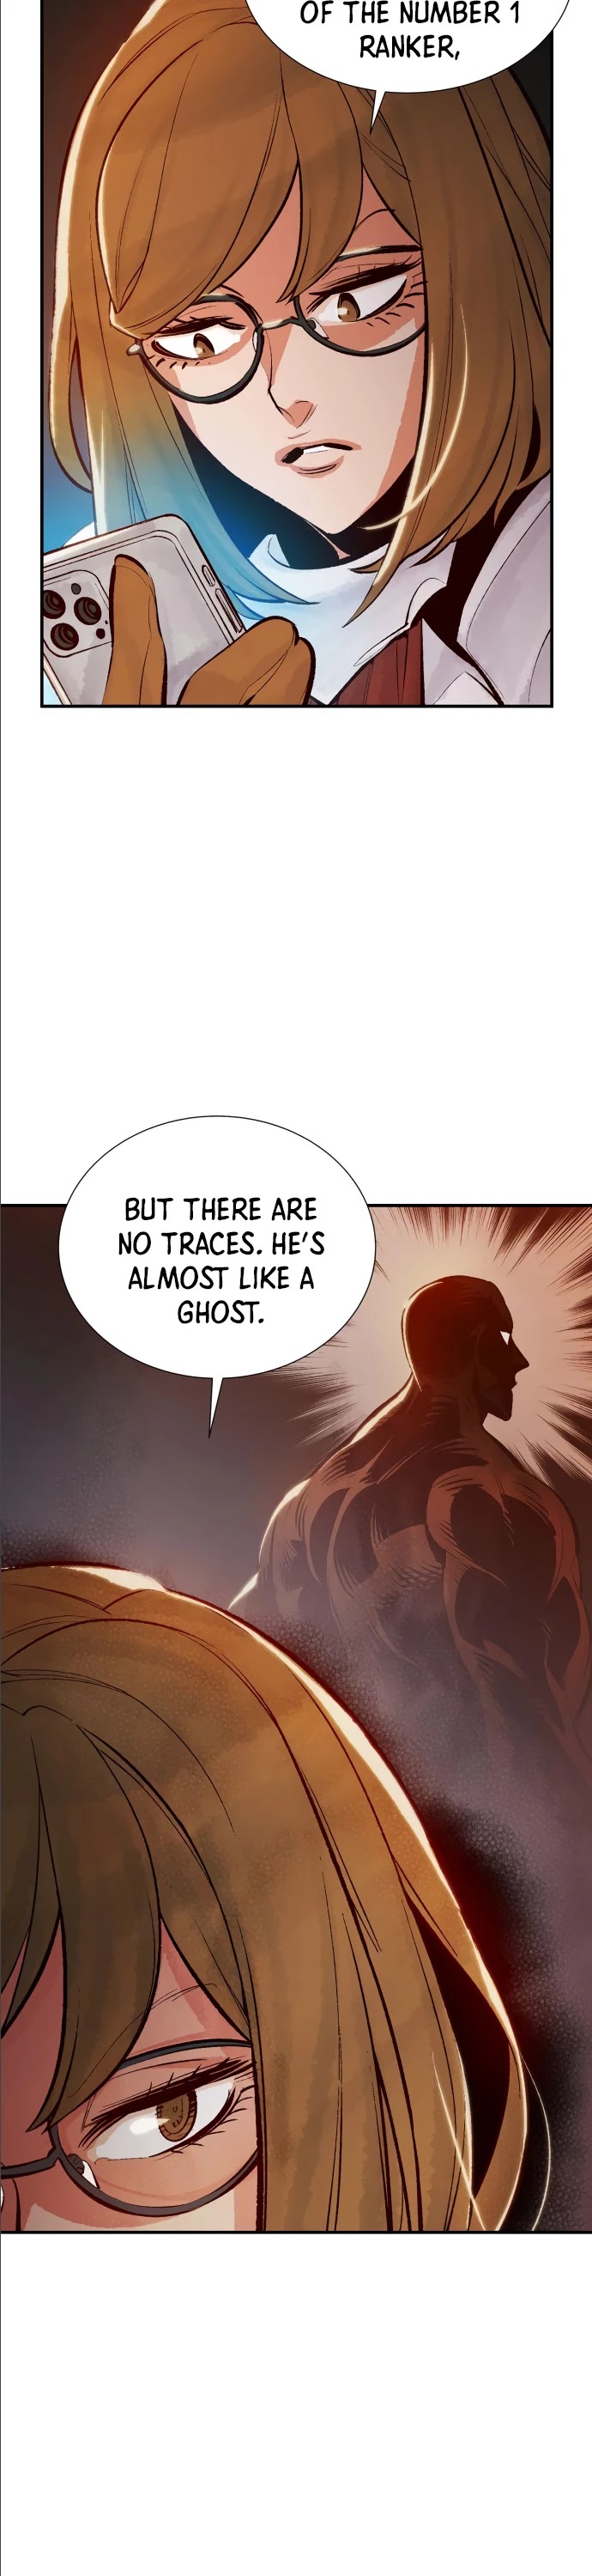 OF THE NUMBER 1
RANKER,
BUT THERE ARE
NO TRACES. HE'S
ALMOST LIKE A
GHOST.